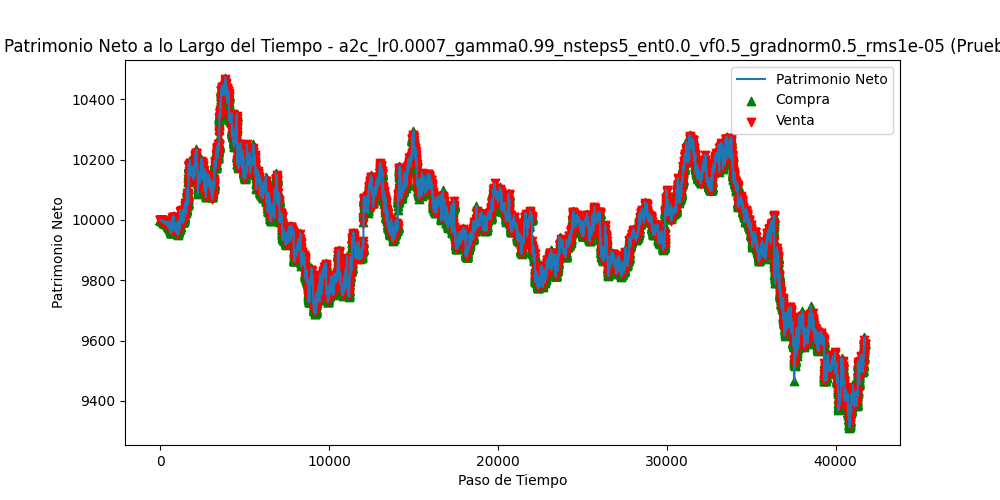 Patrimonio Neto a lo Largo del Tiempo - a2c_lr0.0007_gamma0.99_nsteps5_ent0.0_vf0.5_gradnorm0.5_rms1e-05 (Prueb
Patrimonio Neto
Compra
Venta
10400
10200
10000
9800
9600
9400
Patrimonio Neto
0
10000
20000
30000
40000
Paso de Tiempo